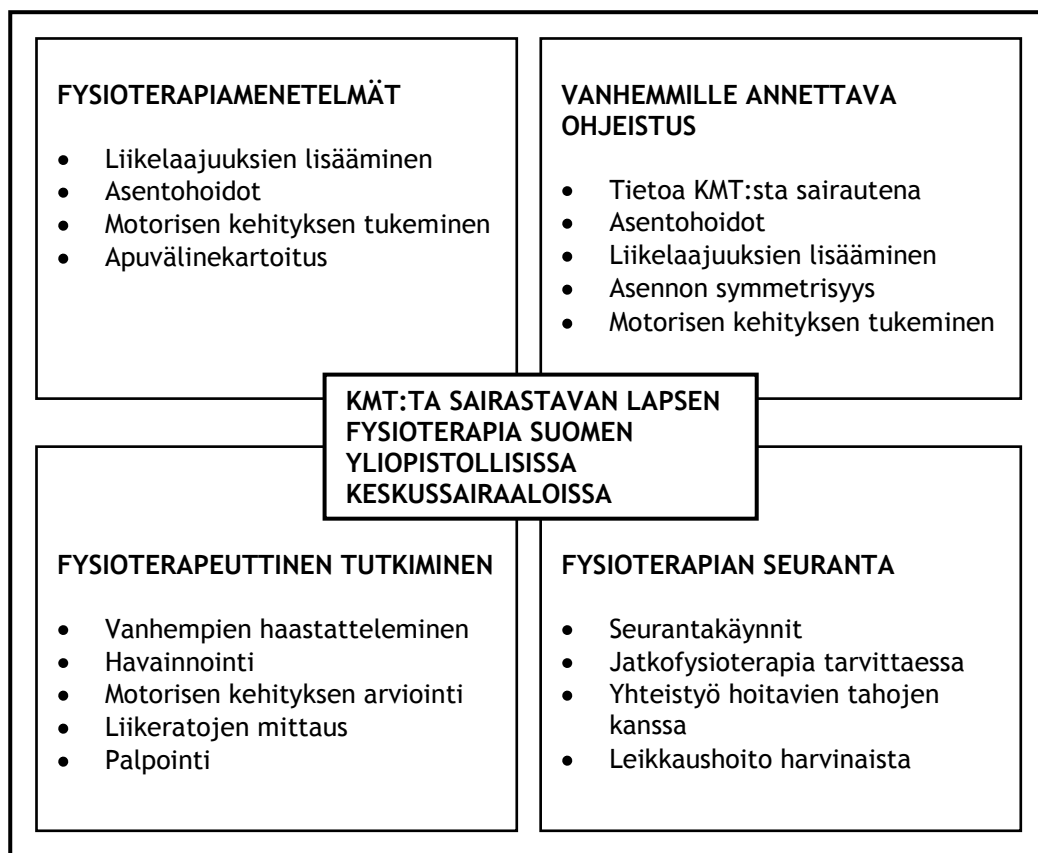 FYSIOTERAPIAMENETELMÄT
• Liikelaajuuksien lisääminen
• Asentohoidot
• Motorisen kehityksen tukeminen
• Apuvälinekartoitus
VANHEMMILLE ANNETTAVA
OHJEISTUS
• Tietoa KMT:sta sairautena
• Asentohoidot
• Liikelaajuuksien lisääminen
• Asennon symmetrisyys
• Motorisen kehityksen tukeminen
KMT:TA SAIRASTAVAN LAPSEN
FYSIOTERAPIA SUOMEN
YLIOPISTOLLISISSA
KESKUSSAIRAALOISSA
FYSIOTERAPEUTTINEN TUTKIMINEN
• Vanhempien haastatteleminen
• Havainnointi
• Motorisen kehityksen arviointi
• Liikeratojen mittaus
• Palpointi
FYSIOTERAPIAN SEURANTA
• Seurantakäynnit
• Jatkofysioterapia tarvittaessa
• Yhteistyö hoitavien tahojen
kanssa
• Leikkaushoito harvinaista